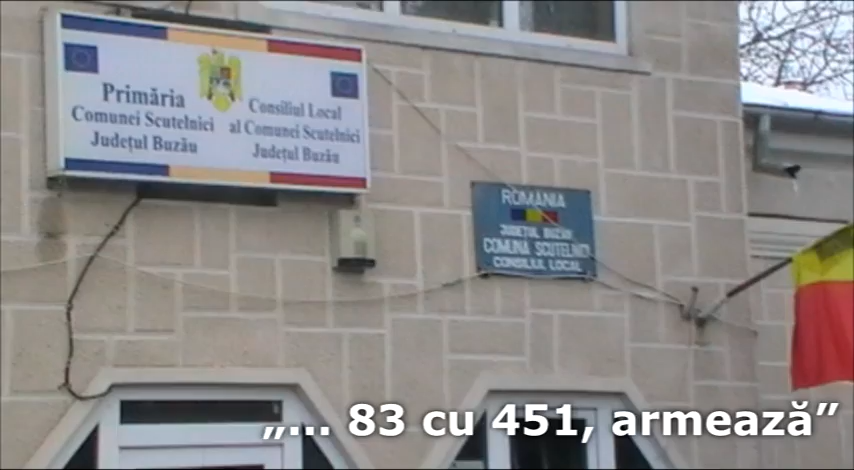 Primăria
Comunei Scutelnici
Județul Buzău
Consiliul Local
al Comunei Scutelnici
Județul Buzău
ROMANIA
JUDEȚUL BUZĂU
COMUNA SCUTELNICI
CONSILIUL LOCAL
„... 83 cu 451, armează”